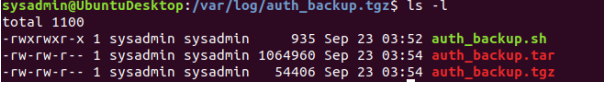 sysadmin@UbuntuDesktop:/var/log/auth_backup.tgz$ ls -l
total 1100
-rwxrwxr-x 1 sysadmin sysadmin     935 Sep 23 03:52 auth_backup.sh
-rw-rw-r-- 1 sysadmin sysadmin 1064960 Sep 23 03:54 auth_backup.tar
-rw-rw-r-- 1 sysadmin sysadmin   54406 Sep 23 03:54 auth_backup.tgz